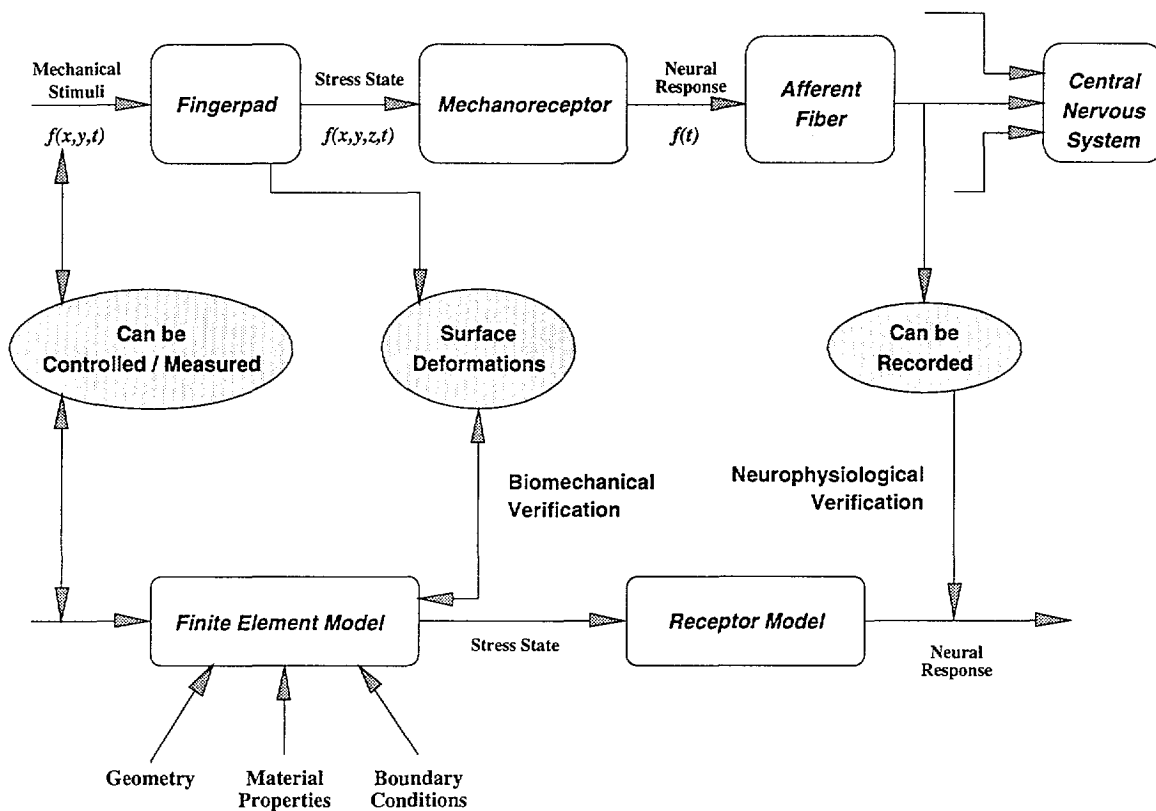 Mechanical
Stimuli
f(x,y,t)
Fingerpad
Stress State
f(x,y,z,t)
Mechanoreceptor
Neural
Response
f(t)
Afferent
Fiber
Central
Nervous
System
Can be
Controlled / Measured
Surface
Deformations
Can be
Recorded
Biomechanical
Verification
Neurophysiological
Verification
Finite Element Model
Stress State
Receptor Model
Neural
Response
Geometry
Material
Properties
Boundary
Conditions